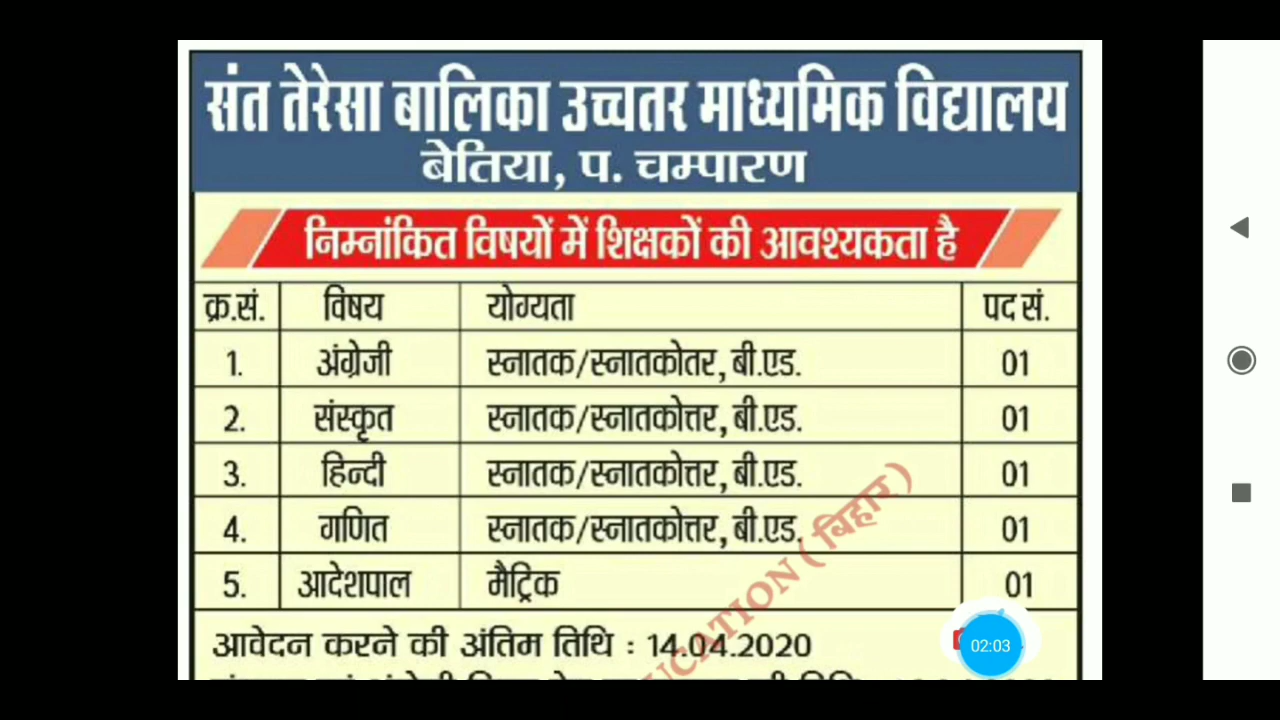 संत तेरेसा बालिका उच्चतर माध्यमिक विद्यालय
बेतिया, प. चम्पारण
निम्नांकित विषयों में शिक्षकों की आवश्यकता है
क्र.सं. विषय योग्यता पद सं.
1. अंग्रेजी स्नातक/स्नातकोतर, बी.एड. 01
2. संस्कृत स्नातक/स्नातकोत्तर, बी.एड. 01
3. हिन्दी स्नातक/स्नातकोत्तर, बी.एड. 01
4. गणित स्नातक/स्नातकोत्तर, बी.एड. 01
5. आदेशपाल मैट्रिक 01
आवेदन करने की अंतिम तिथि : 14.04.2020
UCATION ( बिहार )
02:03